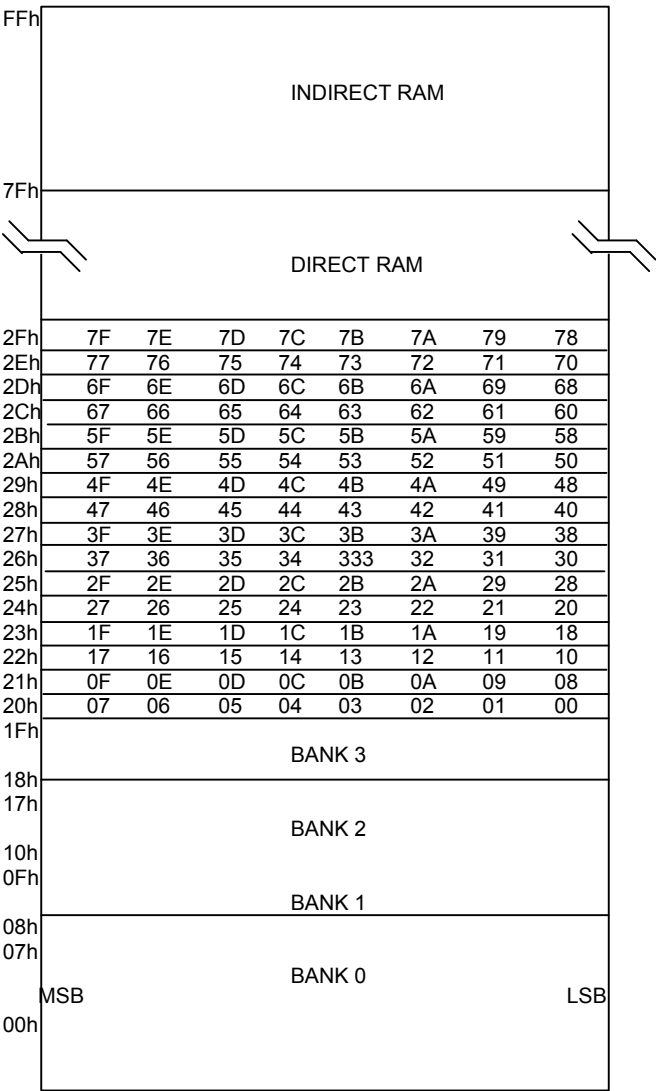 FFh
INDIRECT RAM
7Fh
DIRECT RAM
2Fh 7F 7E 7D 7C 7B 7A 79 78
2Eh 77 76 75 74 73 72 71 70
2Dh 6F 6E 6D 6C 6B 6A 69 68
2Ch 67 66 65 64 63 62 61 60
2Bh 5F 5E 5D 5C 5B 5A 59 58
2Ah 57 56 55 54 53 52 51 50
29h 4F 4E 4D 4C 4B 4A 49 48
28h 47 46 45 44 43 42 41 40
27h 3F 3E 3D 3C 3B 3A 39 38
26h 37 36 35 34 333 32 31 30
25h 2F 2E 2D 2C 2B 2A 29 28
24h 27 26 25 24 23 22 21 20
23h 1F 1E 1D 1C 1B 1A 19 18
22h 17 16 15 14 13 12 11 10
21h 0F 0E 0D 0C 0B 0A 09 08
20h 07 06 05 04 03 02 01 00
1Fh
BANK 3
18h
17h
BANK 2
10h
0Fh
BANK 1
08h
07h
BANK 0
MSB LSB
00h